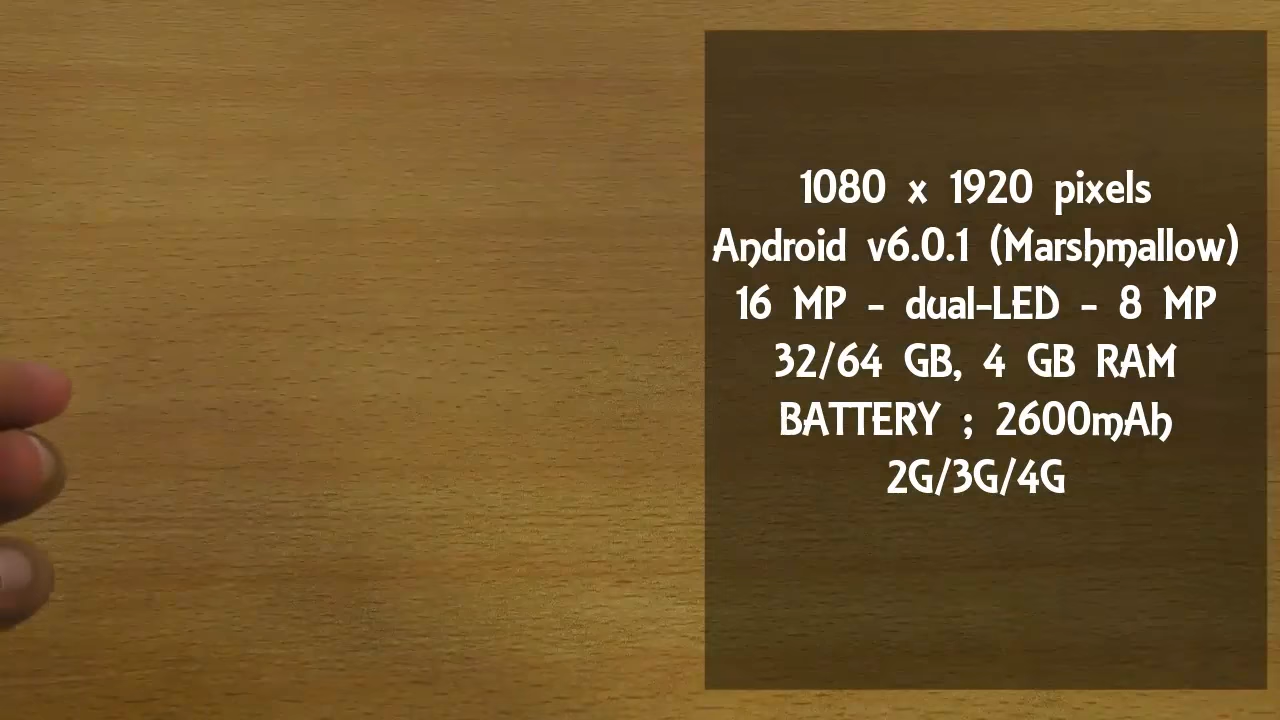 1080 x 1920 pixels
Android v6.0.1 (Marshmallow)
16 MP - dual-LED - 8 MP
32/64 GB, 4 GB RAM
BATTERY ; 2600mAh
2G/3G/4G